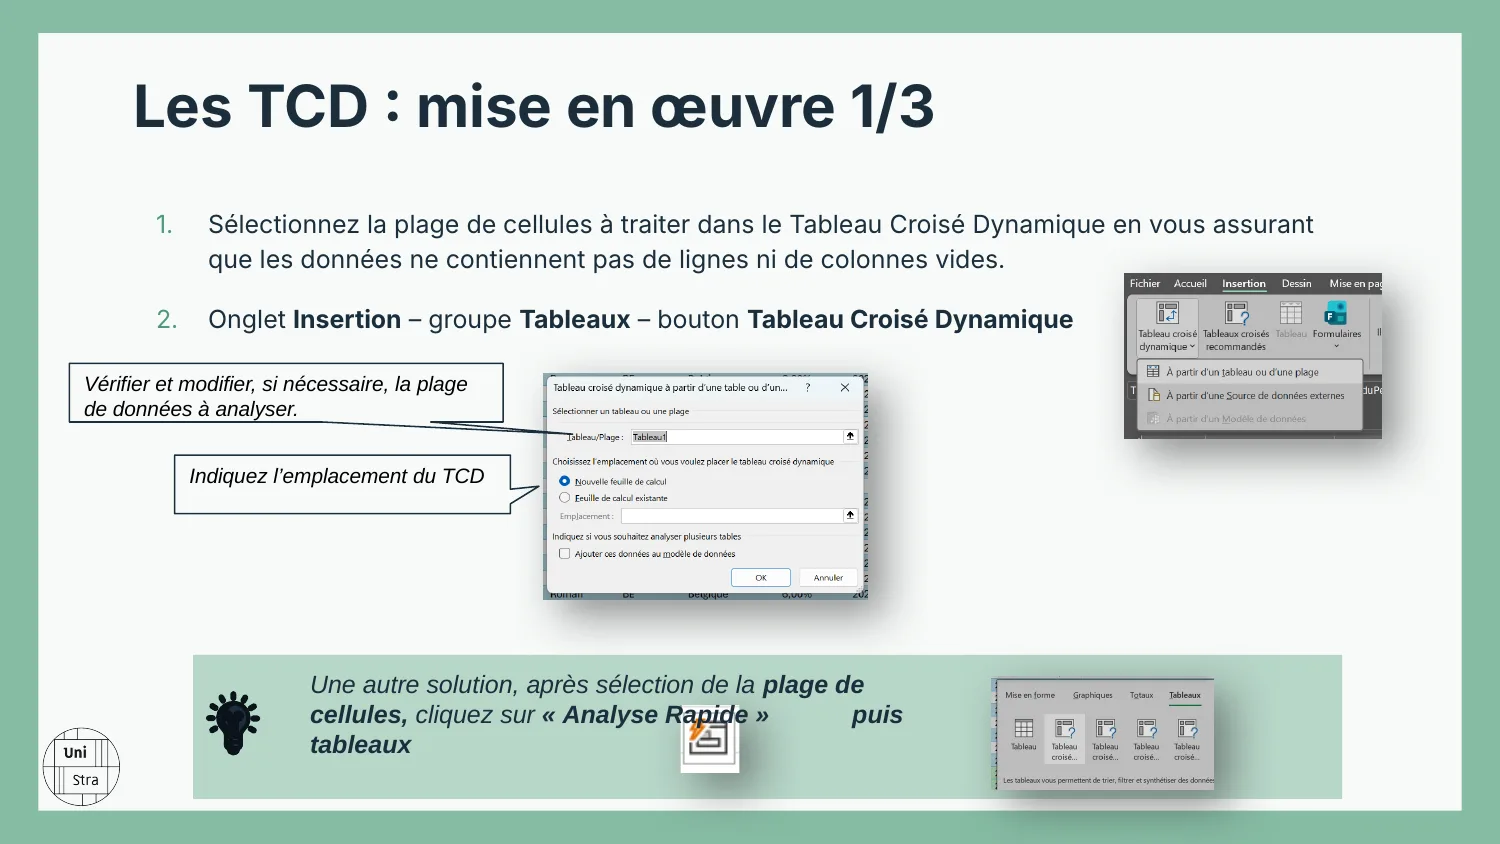 Les TCD : mise en œuvre 1/3
1. Sélectionnez la plage de cellules à traiter dans le Tableau Croisé Dynamique en vous assurant
que les données ne contiennent pas de lignes ni de colonnes vides.
2. Onglet Insertion – groupe Tableaux – bouton Tableau Croisé Dynamique
Fichier Accueil Insertion Dessin Mise en pag
Tableau croisé Tableaux croisés Tableau Formulaires
dynamique recommandés
À partir d'un tableau ou d'une plage
À partir d'une Source de données externes
À partir d'un Modèle de données
Vérifier et modifier, si nécessaire, la plage
de données à analyser.
Indiquez l'emplacement du TCD
Tableau croisé dynamique à partir d'une table ou d'un... ?
Sélectionner un tableau ou une plage
Tableau/Plage : Tableau1
Choisissez l'emplacement où vous voulez placer le tableau croisé dynamique
Nouvelle feuille de calcul
Feuille de calcul existante
Emplacement :
Indiquez si vous souhaitez analyser plusieurs tables
Ajouter ces données au modèle de données
OK Annuler
Roman BE Belgique 6,00% 202
Une autre solution, après sélection de la plage de
cellules, cliquez sur « Analyse Rapide » puis
tableaux
Mise en forme Graphiques Totaux Tableaux
Tableau Tableau Tableau Tableau Tableau
croisé... croisé... croisé... croisé...
Les tableaux vous permettent de trier, filtrer et synthétiser des données
Uni
Stra